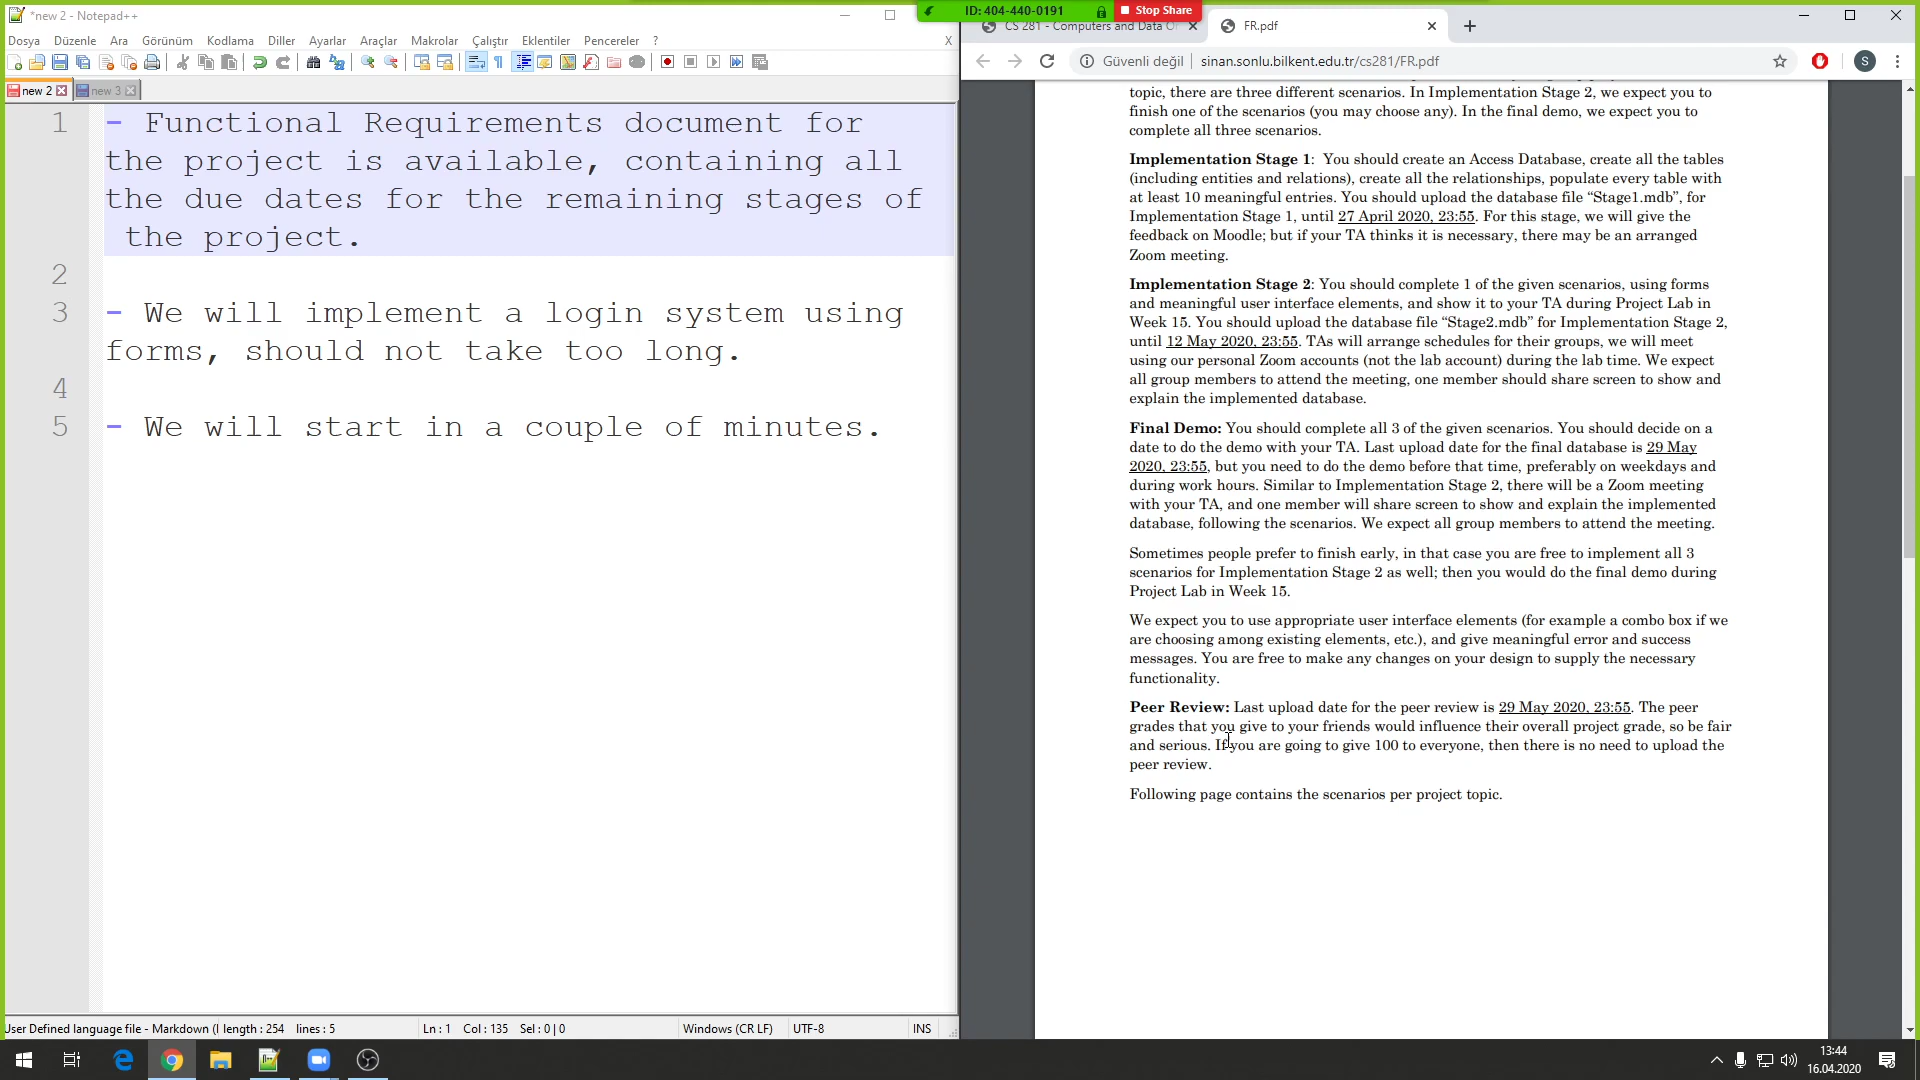 *new 2 - Notepad++
Dosya Düzenle Ara Görünüm Kodlama Diller Ayarlar Araçlar Makrolar Çalıştır Eklentiler Pencereler ? X
new 2 new 3
1 - Functional Requirements document for
the project is available, containing all
the due dates for the remaining stages of
the project.
2
3 - We will implement a login system using
forms, should not take too long.
4
5 - We will start in a couple of minutes.
User Defined language file - Markdown (I length : 254 lines : 5 Ln : 1 Col : 135 Sel : 0 | 0 Windows (CR LF) UTF-8 INS
ID: 404-440-0191 Stop Share
CS 281 - Computers and Data O FR.pdf
Güvenli değil sinan.sonlu.bilkent.edu.tr/cs281/FR.pdf S
topic, there are three different scenarios. In Implementation Stage 2, we expect you to
finish one of the scenarios (you may choose any). In the final demo, we expect you to
complete all three scenarios.
Implementation Stage 1: You should create an Access Database, create all the tables
(including entities and relations), create all the relationships, populate every table with
at least 10 meaningful entries. You should upload the database file “Stage1.mdb”, for
Implementation Stage 1, until 27 April 2020, 23:55. For this stage, we will give the
feedback on Moodle; but if your TA thinks it is necessary, there may be an arranged
Zoom meeting.
Implementation Stage 2: You should complete 1 of the given scenarios, using forms
and meaningful user interface elements, and show it to your TA during Project Lab in
Week 15. You should upload the database file “Stage2.mdb” for Implementation Stage 2,
until 12 May 2020, 23:55. TAs will arrange schedules for their groups, we will meet
using our personal Zoom accounts (not the lab account) during the lab time. We expect
all group members to attend the meeting, one member should share screen to show and
explain the implemented database.
Final Demo: You should complete all 3 of the given scenarios. You should decide on a
date to do the demo with your TA. Last upload date for the final database is 29 May
2020, 23:55, but you need to do the demo before that time, preferably on weekdays and
during work hours. Similar to Implementation Stage 2, there will be a Zoom meeting
with your TA, and one member will share screen to show and explain the implemented
database, following the scenarios. We expect all group members to attend the meeting.
Sometimes people prefer to finish early, in that case you are free to implement all 3
scenarios for Implementation Stage 2 as well; then you would do the final demo during
Project Lab in Week 15.
We expect you to use appropriate user interface elements (for example a combo box if we
are choosing among existing elements, etc.), and give meaningful error and success
messages. You are free to make any changes on your design to supply the necessary
functionality.
Peer Review: Last upload date for the peer review is 29 May 2020, 23:55. The peer
grades that you give to your friends would influence their overall project grade, so be fair
and serious. If you are going to give 100 to everyone, then there is no need to upload the
peer review.
Following page contains the scenarios per project topic.
13:44
16.04.2020